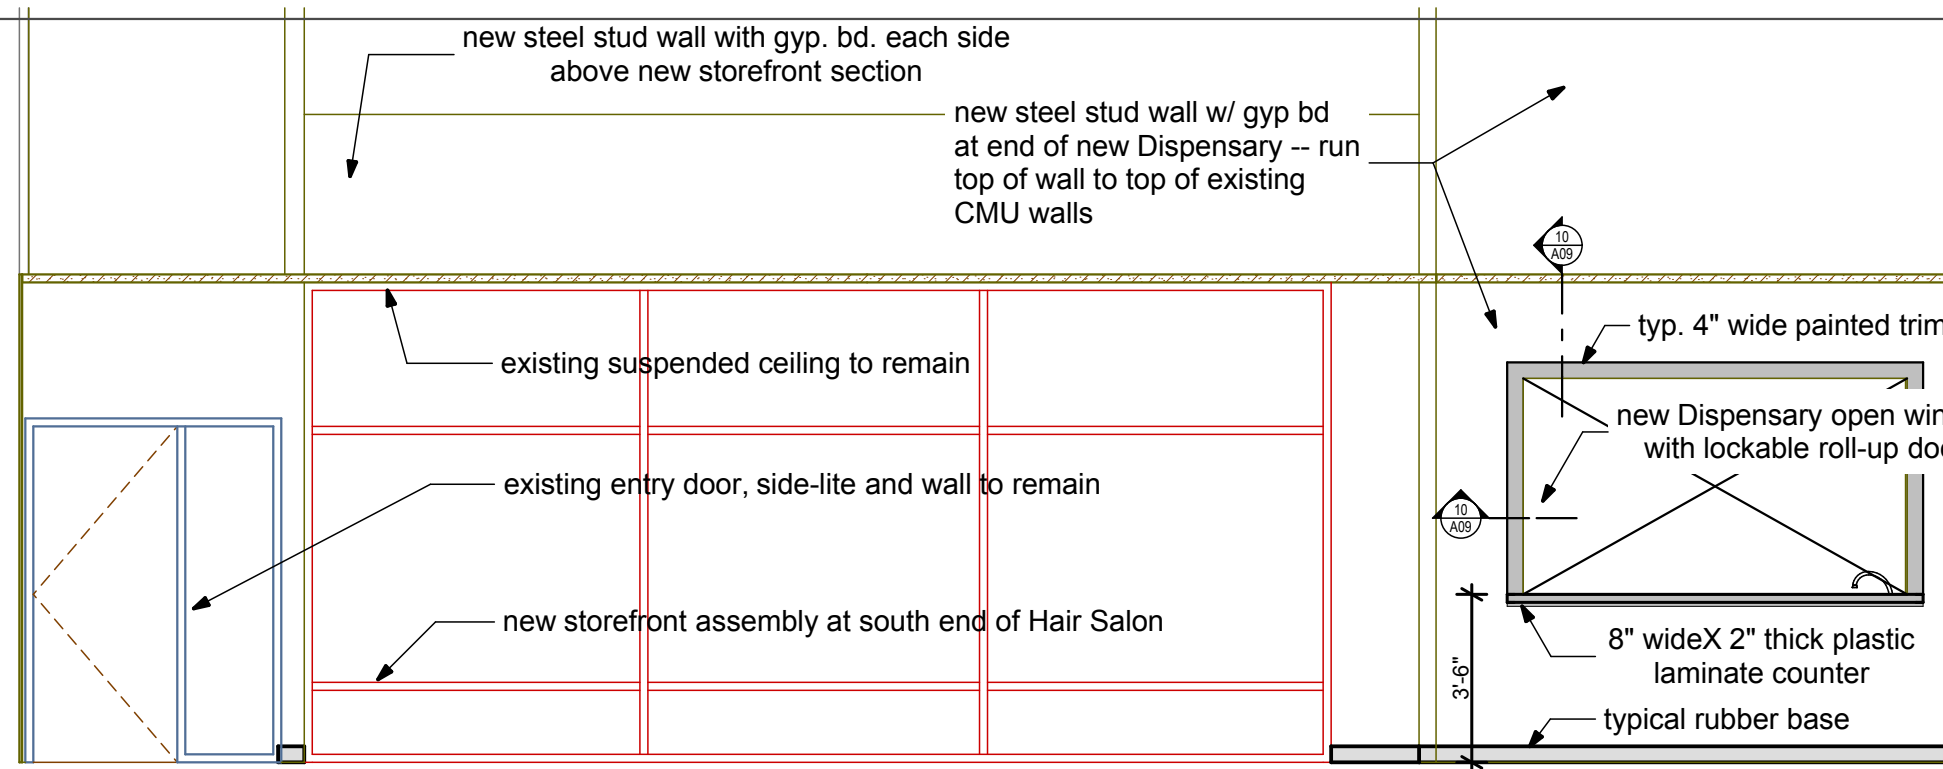 new steel stud wall with gyp. bd. each side
above new storefront section
new steel stud wall w/ gyp bd
at end of new Dispensary -- run
top of wall to top of existing
CMU walls
10
A09
typ. 4" wide painted trim
existing suspended ceiling to remain
new Dispensary open win
with lockable roll-up doo
existing entry door, side-lite and wall to remain
10
A09
new storefront assembly at south end of Hair Salon
8" wideX 2" thick plastic
laminate counter
3'-6"
typical rubber base